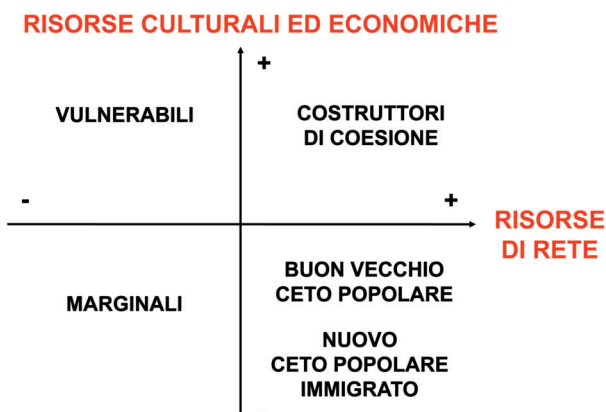 RISORSE CULTURALI ED ECONOMICHE
+
VULNERABILI
COSTRUTTORI
DI COESIONE
-
+
RISORSE
DI RETE
MARGINALI
BUON VECCHIO
CETO POPOLARE
NUOVO
CETO POPOLARE
IMMIGRATO